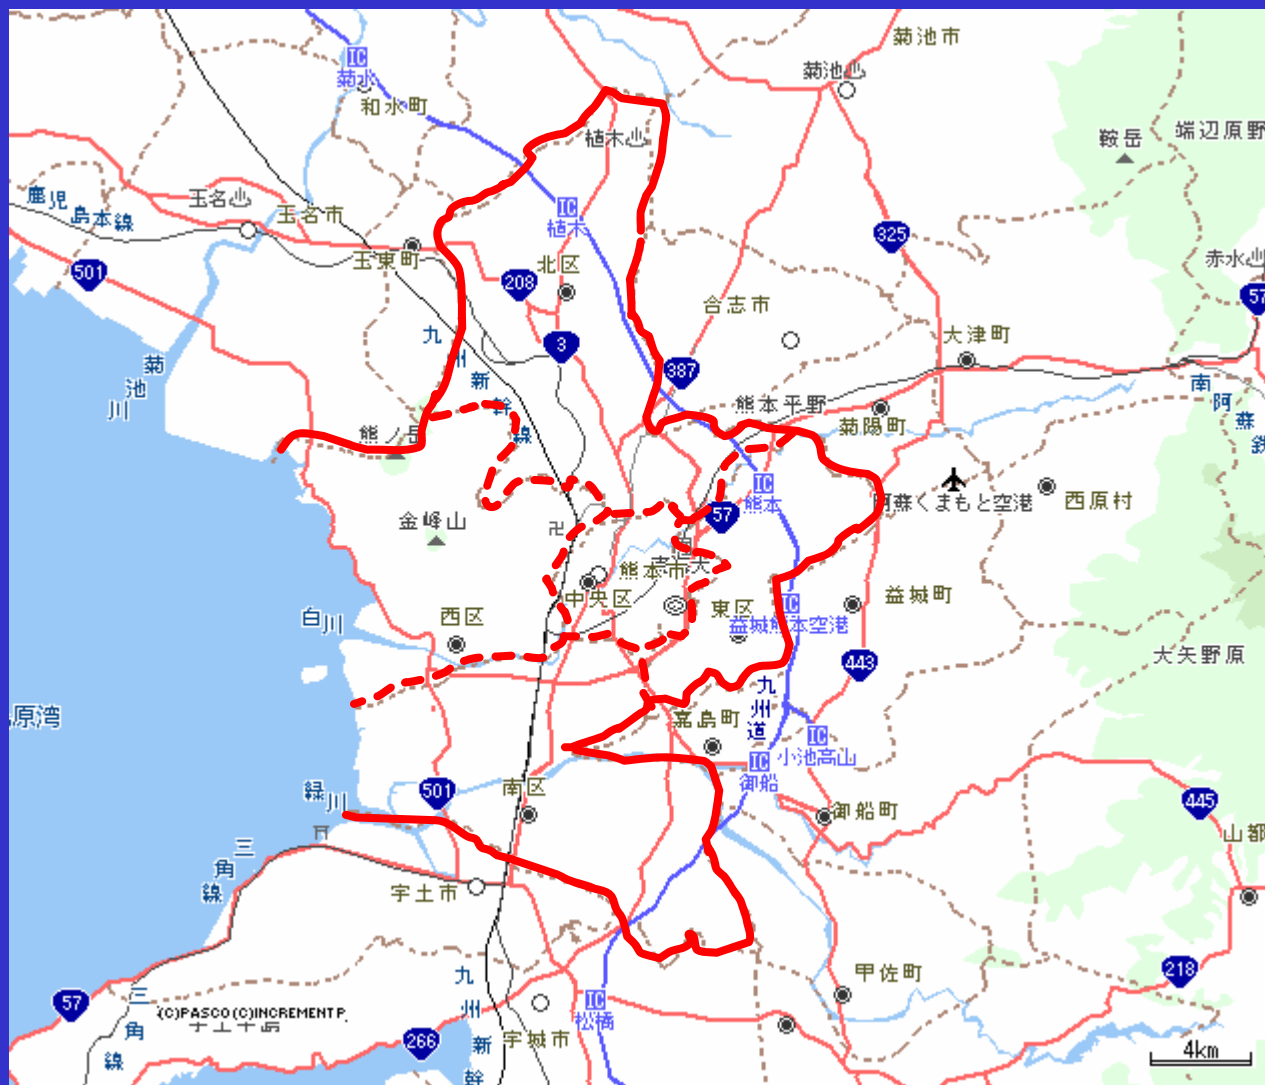 菊池市
IC
菊水
菊池♨
和水町
鞍岳
端辺原野
植木♨
玉名♨
鹿児島本線
玉名市
IC
植木
325
玉東町
北区
赤水♨
501
208
57
合志市
九州新幹線
3
大津町
菊池川
387
南阿蘇鉄
熊本平野
菊陽町
熊ノ岳
IC
熊本
阿蘇くまもと空港
西原村
金峰山
卍
57
熊本市
中央区
東区
IC
益城熊本空港
益城町
白川
西区
大矢野原
443
九州道
原湾
嘉島町
IC
小池高山
IC
御船
緑川
501
南区
445
御船町
山都
三角線
宇土市
甲佐町
218
九州新幹
57
三角線
(C)PASCO(C)INCREMENT P
IC
松橋
266
宇城市
4km